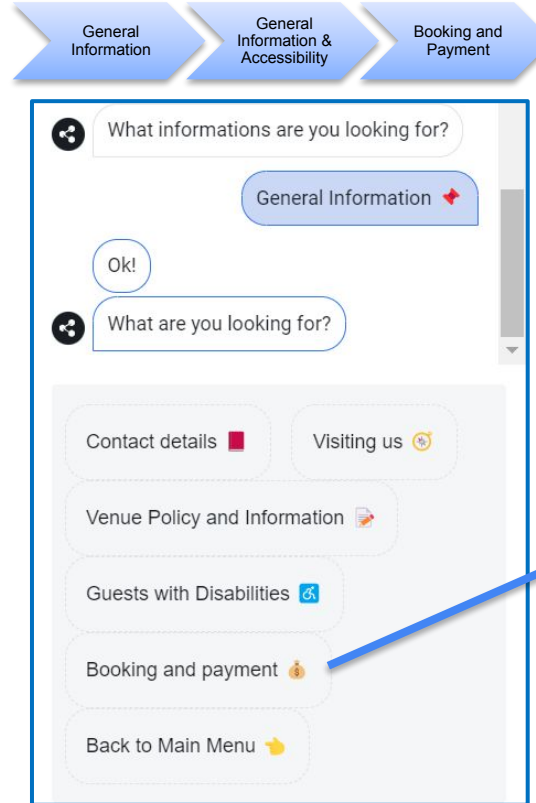 General
Information
General
Information &
Accessibility
Booking and
Payment
What informations are you looking for?
General Information 📌
Ok!
What are you looking for?
Contact details 📕
Visiting us 🧭
Venue Policy and Information 📝
Guests with Disabilities ♿
Booking and payment 💰
Back to Main Menu 👈